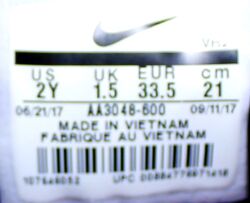 US UK EUR cm
2Y 1.5 33.5 21
06/21/17 AA3048-600 09/11/17
MADE IN VIETNAM
FABRIQUE AU VIETNAM